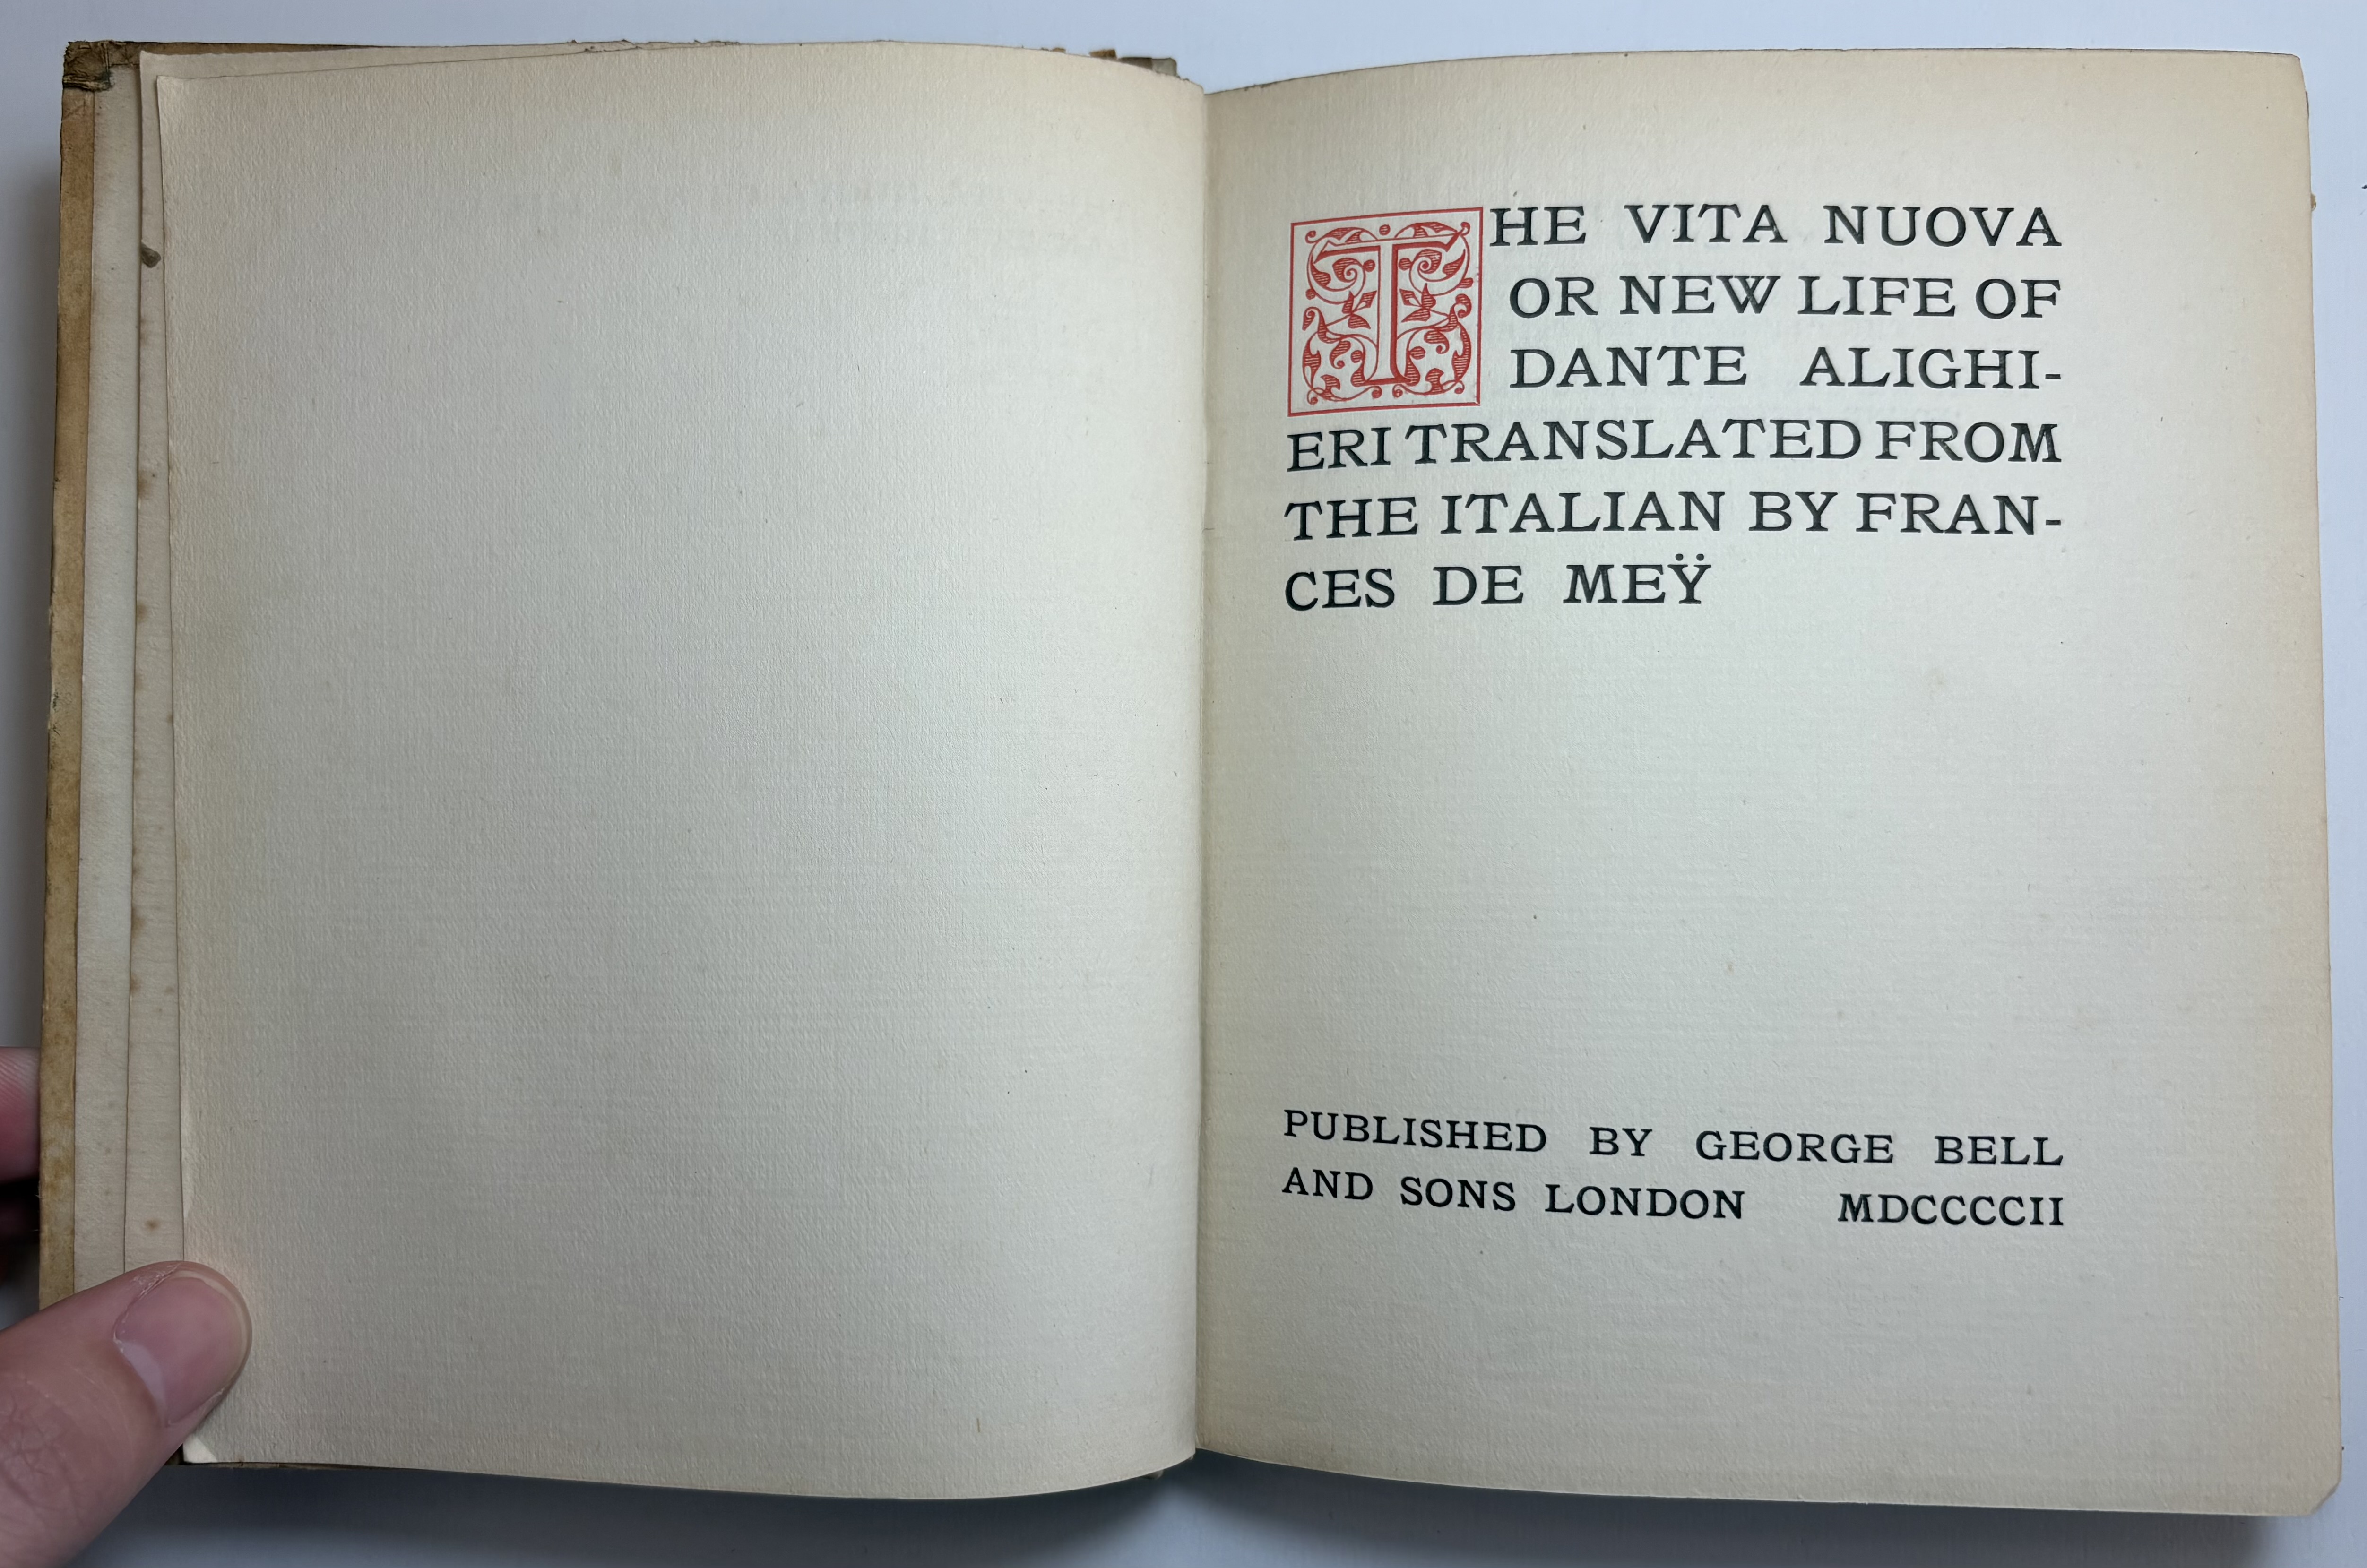 THE VITA NUOVA
OR NEW LIFE OF
DANTE ALIGHI-
ERI TRANSLATED FROM
THE ITALIAN BY FRAN-
CES DE MEŸ
PUBLISHED BY GEORGE BELL
AND SONS LONDON MDCCCCII